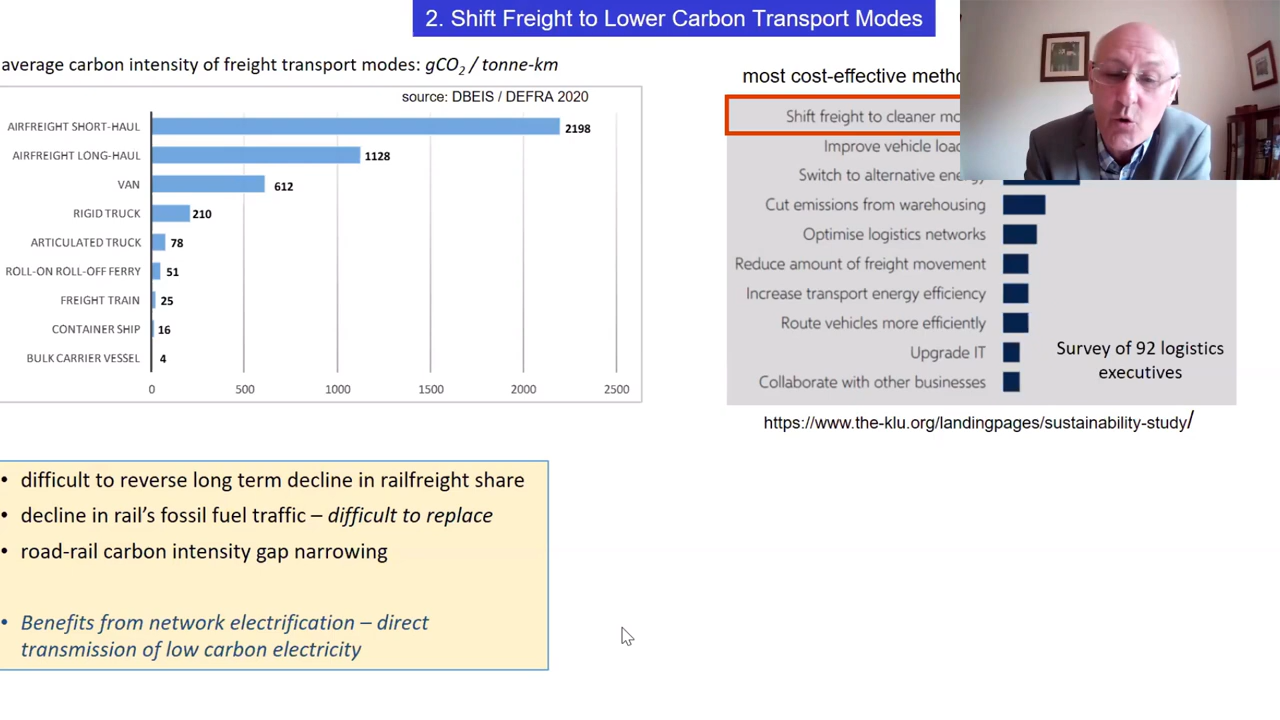 2. Shift Freight to Lower Carbon Transport Modes
average carbon intensity of freight transport modes: gCO2 / tonne-km
source: DBEIS / DEFRA 2020
AIRFREIGHT SHORT-HAUL 2198
AIRFREIGHT LONG-HAUL 1128
VAN 612
RIGID TRUCK 210
ARTICULATED TRUCK 78
ROLL-ON ROLL-OFF FERRY 51
FREIGHT TRAIN 25
CONTAINER SHIP 16
BULK CARRIER VESSEL 4
0 500 1000 1500 2000 2500
most cost-effective
Shift freight to cleaner
Improve vehicle
Switch to alternative energy
Cut emissions from warehousing
Optimise logistics networks
Reduce amount of freight movement
Increase transport energy efficiency
Route vehicles more efficiently
Upgrade IT
Collaborate with other businesses
Survey of 92 logistics
executives
https://www.the-klu.org/landingpages/sustainability-study/
• difficult to reverse long term decline in railfreight share
• decline in rail’s fossil fuel traffic – difficult to replace
• road-rail carbon intensity gap narrowing
• Benefits from network electrification – direct
transmission of low carbon electricity